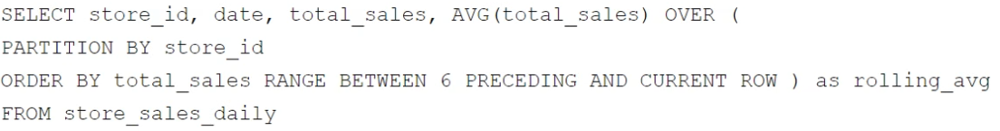 SELECT store_id, date, total_sales, AVG(total_sales) OVER (
PARTITION BY store_id
ORDER BY total_sales RANGE BETWEEN 6 PRECEDING AND CURRENT ROW ) as rolling_avg
FROM store_sales_daily